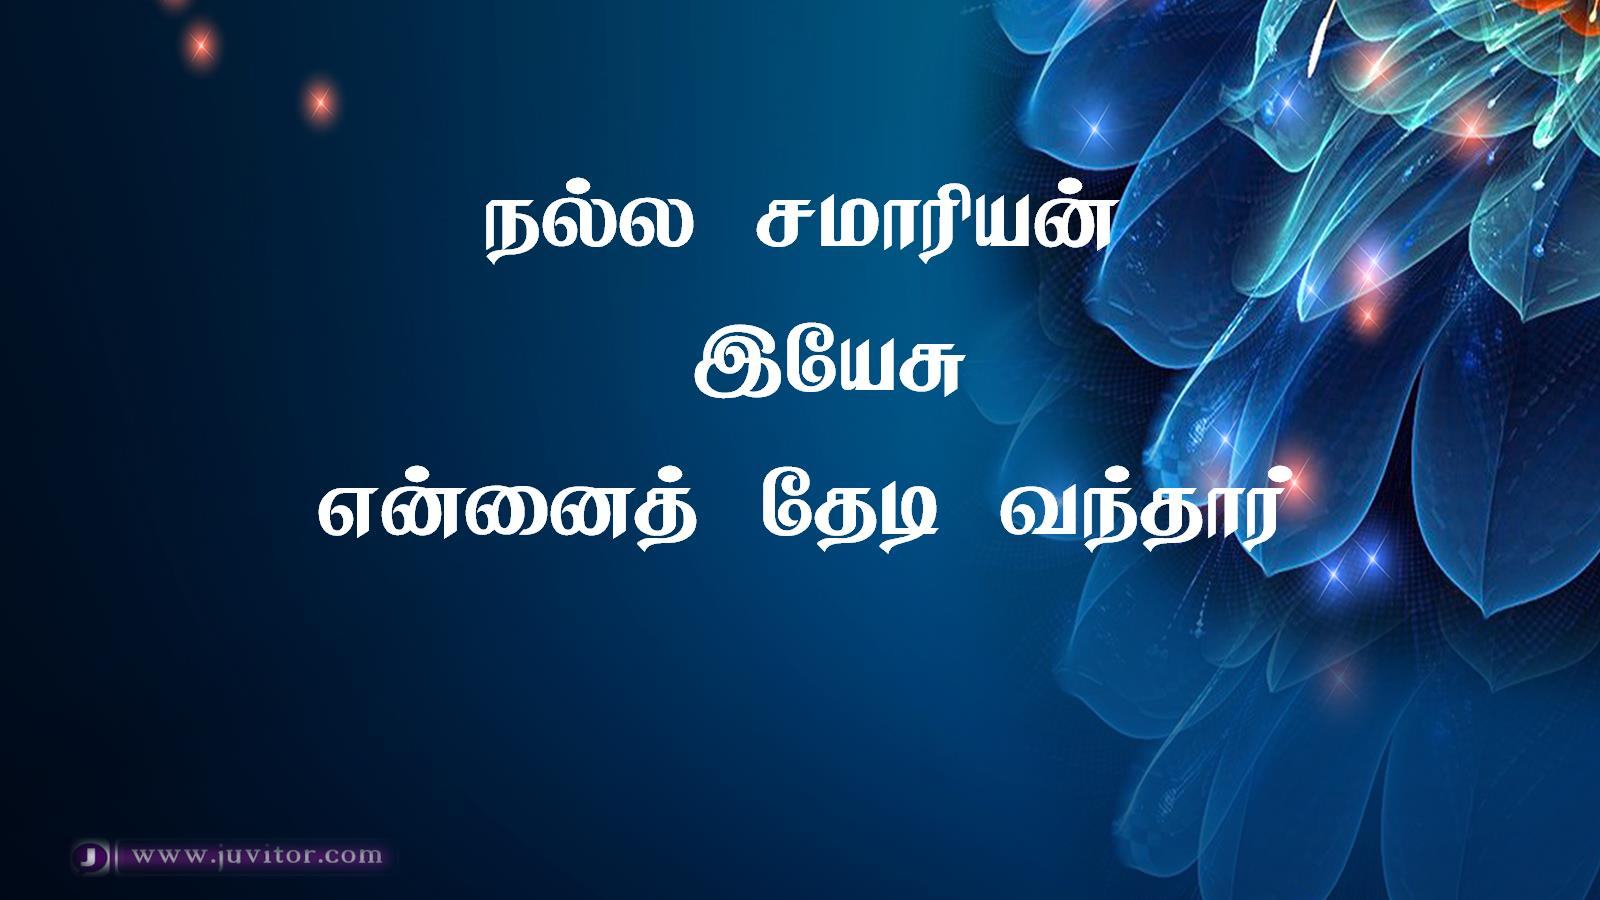 நல்ல சமாரியன்
இயேசு
என்னைத் தேடி வந்தார்
J www.juvitor.com